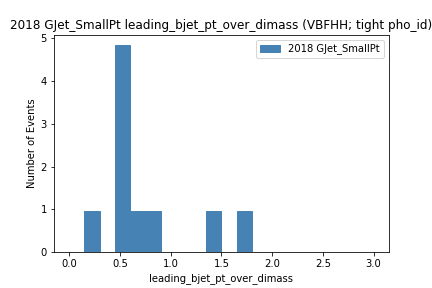 2018 GJet_SmallPt leading_bjet_pt_over_dimass (VBFHH; tight pho_id)
2018 GJet_SmallPt
Number of Events
5
4
3
2
1
0
0.0 0.5 1.0 1.5 2.0 2.5 3.0
leading_bjet_pt_over_dimass